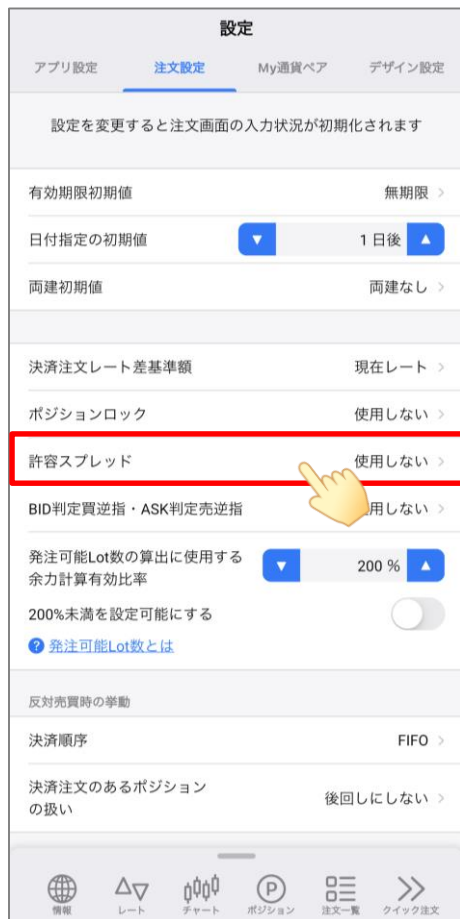 設定
アプリ設定 注文設定 My通貨ペア デザイン設定
設定を変更すると注文画面の入力状況が初期化されます
有効期限初期値 無期限
日付指定の初期値 ▼ 1 日後 ▲
両建初期値 両建なし
決済注文レート差基準額 現在レート
ポジションロック 使用しない
許容スプレッド 使用しない
BID判定買逆指・ASK判定売逆指 用しない
発注可能Lot数の算出に使用する
余力計算有効比率 ▼ 200 % ▲
200%未満を設定可能にする
? 発注可能Lot数とは
反対売買時の挙動
決済順序 FIFO
決済注文のあるポジション
の扱い 後回しにしない
情報 レート チャート P ポジション 注文一覧 クイック注文